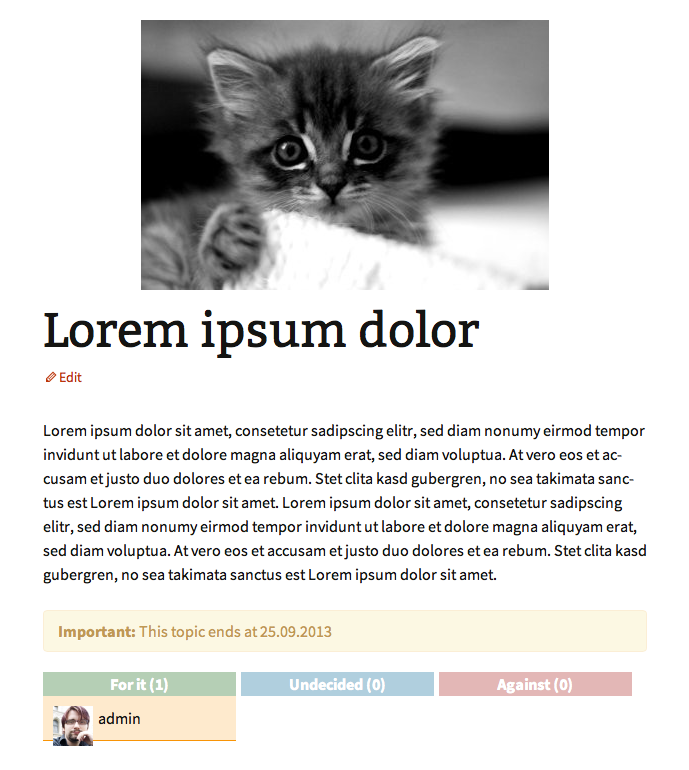 Lorem ipsum dolor
Edit
Lorem ipsum dolor sit amet, consetetur sadipscing elitr, sed diam nonumy eirmod tempor
invidunt ut labore et dolore magna aliquyam erat, sed diam voluptua. At vero eos et ac-
cusam et justo duo dolores et ea rebum. Stet clita kasd gubergren, no sea takimata sanc-
tus est Lorem ipsum dolor sit amet. Lorem ipsum dolor sit amet, consetetur sadipscing
elitr, sed diam nonumy eirmod tempor invidunt ut labore et dolore magna aliquyam erat,
sed diam voluptua. At vero eos et accusam et justo duo dolores et ea rebum. Stet clita kasd
gubergren, no sea takimata sanctus est Lorem ipsum dolor sit amet.
Important: This topic ends at 25.09.2013
For it (1)
Undecided (0)
Against (0)
admin